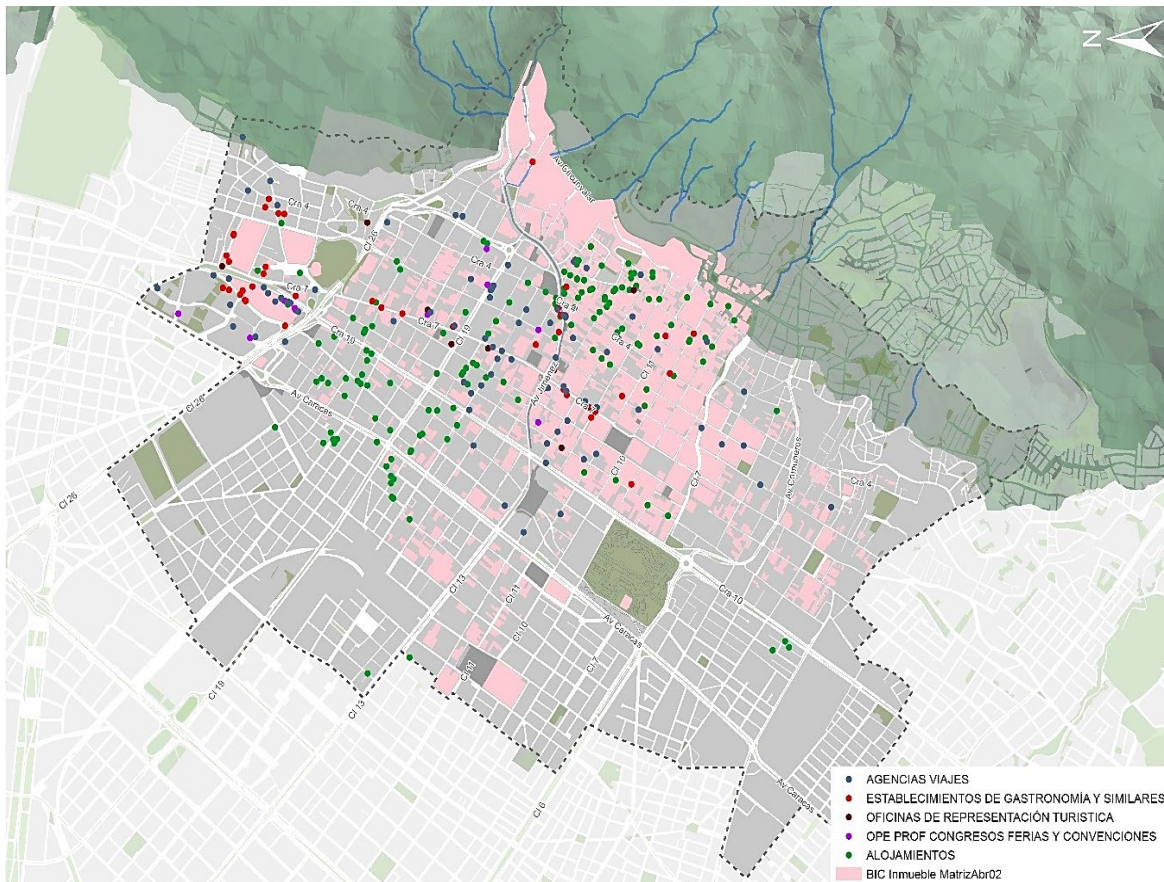 N
Av Circunvalar
Cra 4
Cra 4
Cl 26
Cra 4
Cra 7
Cra 7
Cl 19
Cra 4
Cl 11
Cra 10
Av Jimenez
Av Caracas
Cl 26
Cl 10
Cl 7
Av Comuneros
Cra 4
Cl 26
Cl 13
Cl 11
Cl 10
Av Caracas
Cra 10
Cl 11
Cl 7
Cl 19
Cl 13
Av Caracas
Cl 6
AGENCIAS VIAJES
ESTABLECIMIENTOS DE GASTRONOMÍA Y SIMILARES
OFICINAS DE REPRESENTACIÓN TURISTICA
OPE PROF CONGRESOS FERIAS Y CONVENCIONES
ALOJAMIENTOS
BIC Inmueble MatrizAbr02